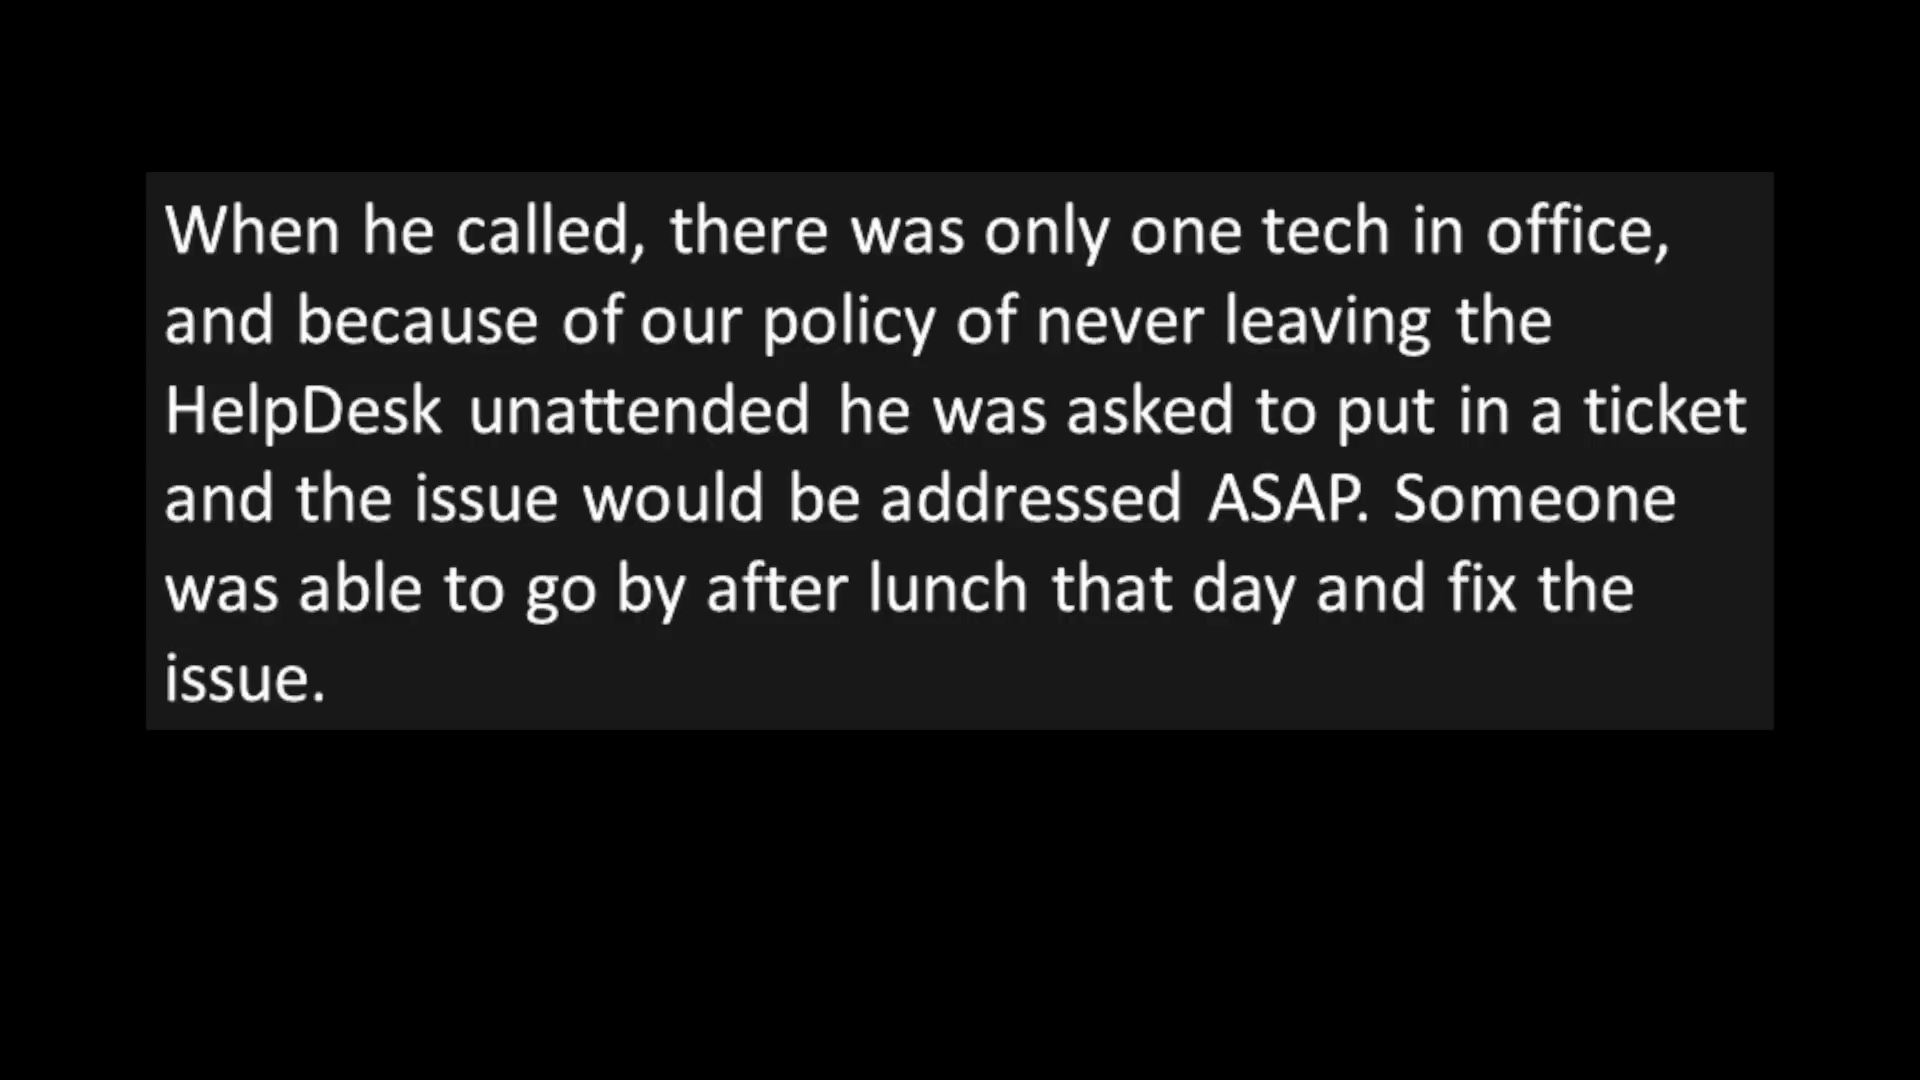 When he called, there was only one tech in office,
and because of our policy of never leaving the
HelpDesk unattended he was asked to put in a ticket
and the issue would be addressed ASAP. Someone
was able to go by after lunch that day and fix the
issue.